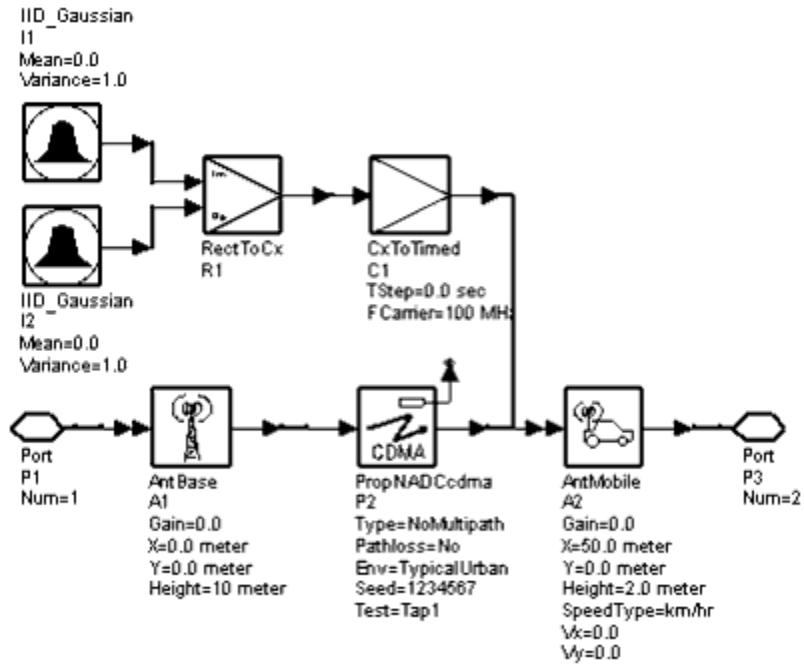 IID_Gaussian
I1
Mean=0.0
Variance=1.0
Im
Re
RectToCx
R1
CxToTimed
C1
TStep=0.0 sec
FCarrier=100 MHz
IID_Gaussian
I2
Mean=0.0
Variance=1.0
Port
P1
Num=1
AntBase
A1
Gain=0.0
X=0.0 meter
Y=0.0 meter
Height=10 meter
CDMA
PropNADCcdma
P2
Type=NoMultipath
Pathloss=No
Env=TypicalUrban
Seed=1234567
Test=Tap1
AntMobile
A2
Gain=0.0
X=50.0 meter
Y=0.0 meter
Height=2.0 meter
SpeedType=km/hr
Vx=0.0
Vy=0.0
Port
P3
Num=2